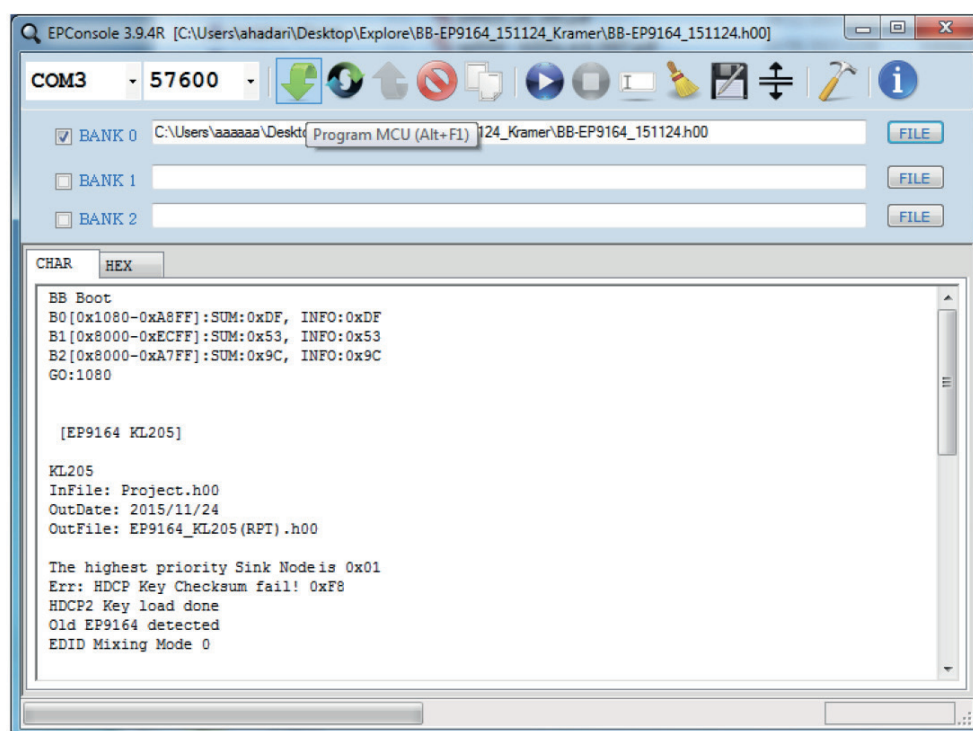 EPConsole 3.9.4R [C:\Users\ahadari\Desktop\Explore\BB-EP9164_151124_Kramer\BB-EP9164_151124.h00]
COM3 57600
BANK 0 C:\Users\aaaaaa\Deskto Program MCU (Alt+F1) 124_Kramer\BB-EP9164_151124.h00 FILE
BANK 1 FILE
BANK 2 FILE
CHAR HEX
BB Boot
B0[0x1080-0xA8FF]:SUM:0xDF, INFO:0xDF
B1[0x8000-0xECFF]:SUM:0x53, INFO:0x53
B2[0x8000-0xA7FF]:SUM:0x9C, INFO:0x9C
GO:1080
[EP9164 KL205]
KL205
InFile: Project.h00
OutDate: 2015/11/24
OutFile: EP9164_KL205(RPT).h00
The highest priority Sink Node is 0x01
Err: HDCP Key Checksum fail! 0xF8
HDCP2 Key load done
Old EP9164 detected
EDID Mixing Mode 0